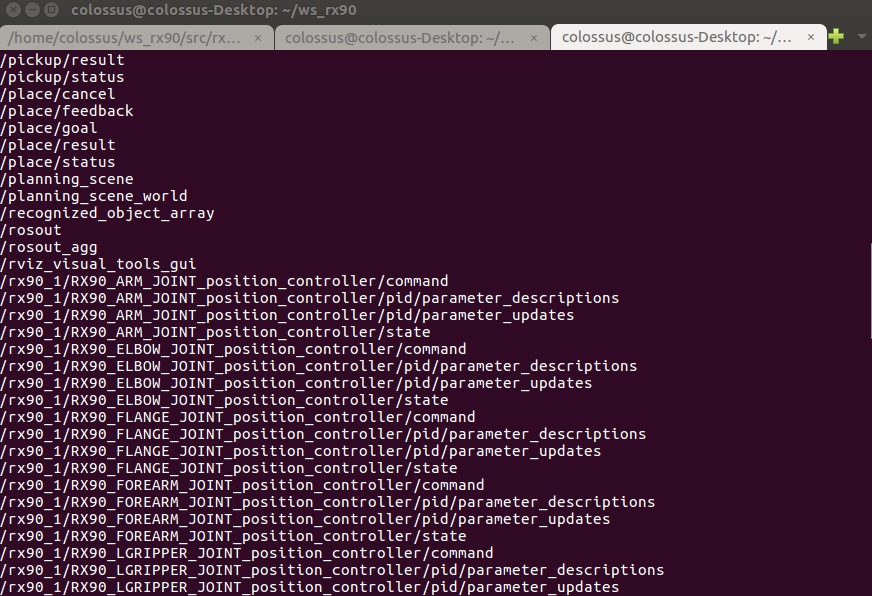 colossus@colossus-Desktop: ~/ws_rx90
/home/colossus/ws_rx90/src/rx... ×
colossus@colossus-Desktop: ~/... ×
colossus@colossus-Desktop: ~/... ×
/pickup/result
/pickup/status
/place/cancel
/place/feedback
/place/goal
/place/result
/place/status
/planning_scene
/planning_scene_world
/recognized_object_array
/rosout
/rosout_agg
/rviz_visual_tools_gui
/rx90_1/RX90_ARM_JOINT_position_controller/command
/rx90_1/RX90_ARM_JOINT_position_controller/pid/parameter_descriptions
/rx90_1/RX90_ARM_JOINT_position_controller/pid/parameter_updates
/rx90_1/RX90_ARM_JOINT_position_controller/state
/rx90_1/RX90_ELBOW_JOINT_position_controller/command
/rx90_1/RX90_ELBOW_JOINT_position_controller/pid/parameter_descriptions
/rx90_1/RX90_ELBOW_JOINT_position_controller/pid/parameter_updates
/rx90_1/RX90_ELBOW_JOINT_position_controller/state
/rx90_1/RX90_FLANGE_JOINT_position_controller/command
/rx90_1/RX90_FLANGE_JOINT_position_controller/pid/parameter_descriptions
/rx90_1/RX90_FLANGE_JOINT_position_controller/pid/parameter_updates
/rx90_1/RX90_FLANGE_JOINT_position_controller/state
/rx90_1/RX90_FOREARM_JOINT_position_controller/command
/rx90_1/RX90_FOREARM_JOINT_position_controller/pid/parameter_descriptions
/rx90_1/RX90_FOREARM_JOINT_position_controller/pid/parameter_updates
/rx90_1/RX90_FOREARM_JOINT_position_controller/state
/rx90_1/RX90_LGRIPPER_JOINT_position_controller/command
/rx90_1/RX90_LGRIPPER_JOINT_position_controller/pid/parameter_descriptions
/rx90_1/RX90_LGRIPPER_JOINT_position_controller/pid/parameter_updates